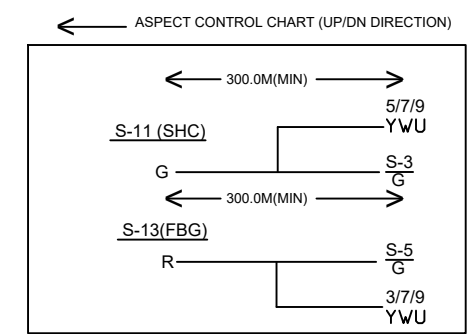 ASPECT CONTROL CHART (UP/DN DIRECTION)
300.0M(MIN)
5/7/9
YWU
S-11 (SHC)
G
S-3
G
300.0M(MIN)
S-13(FBG)
R
S-5
G
3/7/9
YWU